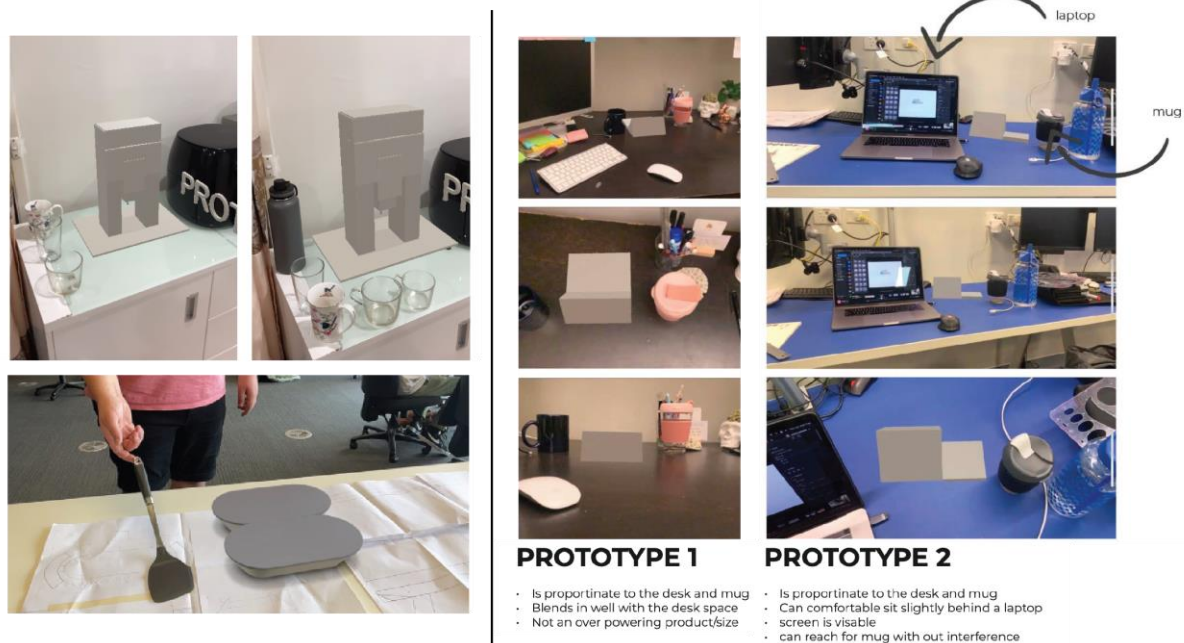 laptop
mug
PRO
PR
PROTOTYPE 1
Is proportinate to the desk and mug
Blends in well with the desk space
Not an over powering product/size
PROTOTYPE 2
Is proportinate to the desk and mug
Can comfortable sit slightly behind a laptop
screen is visable
can reach for mug with out interference